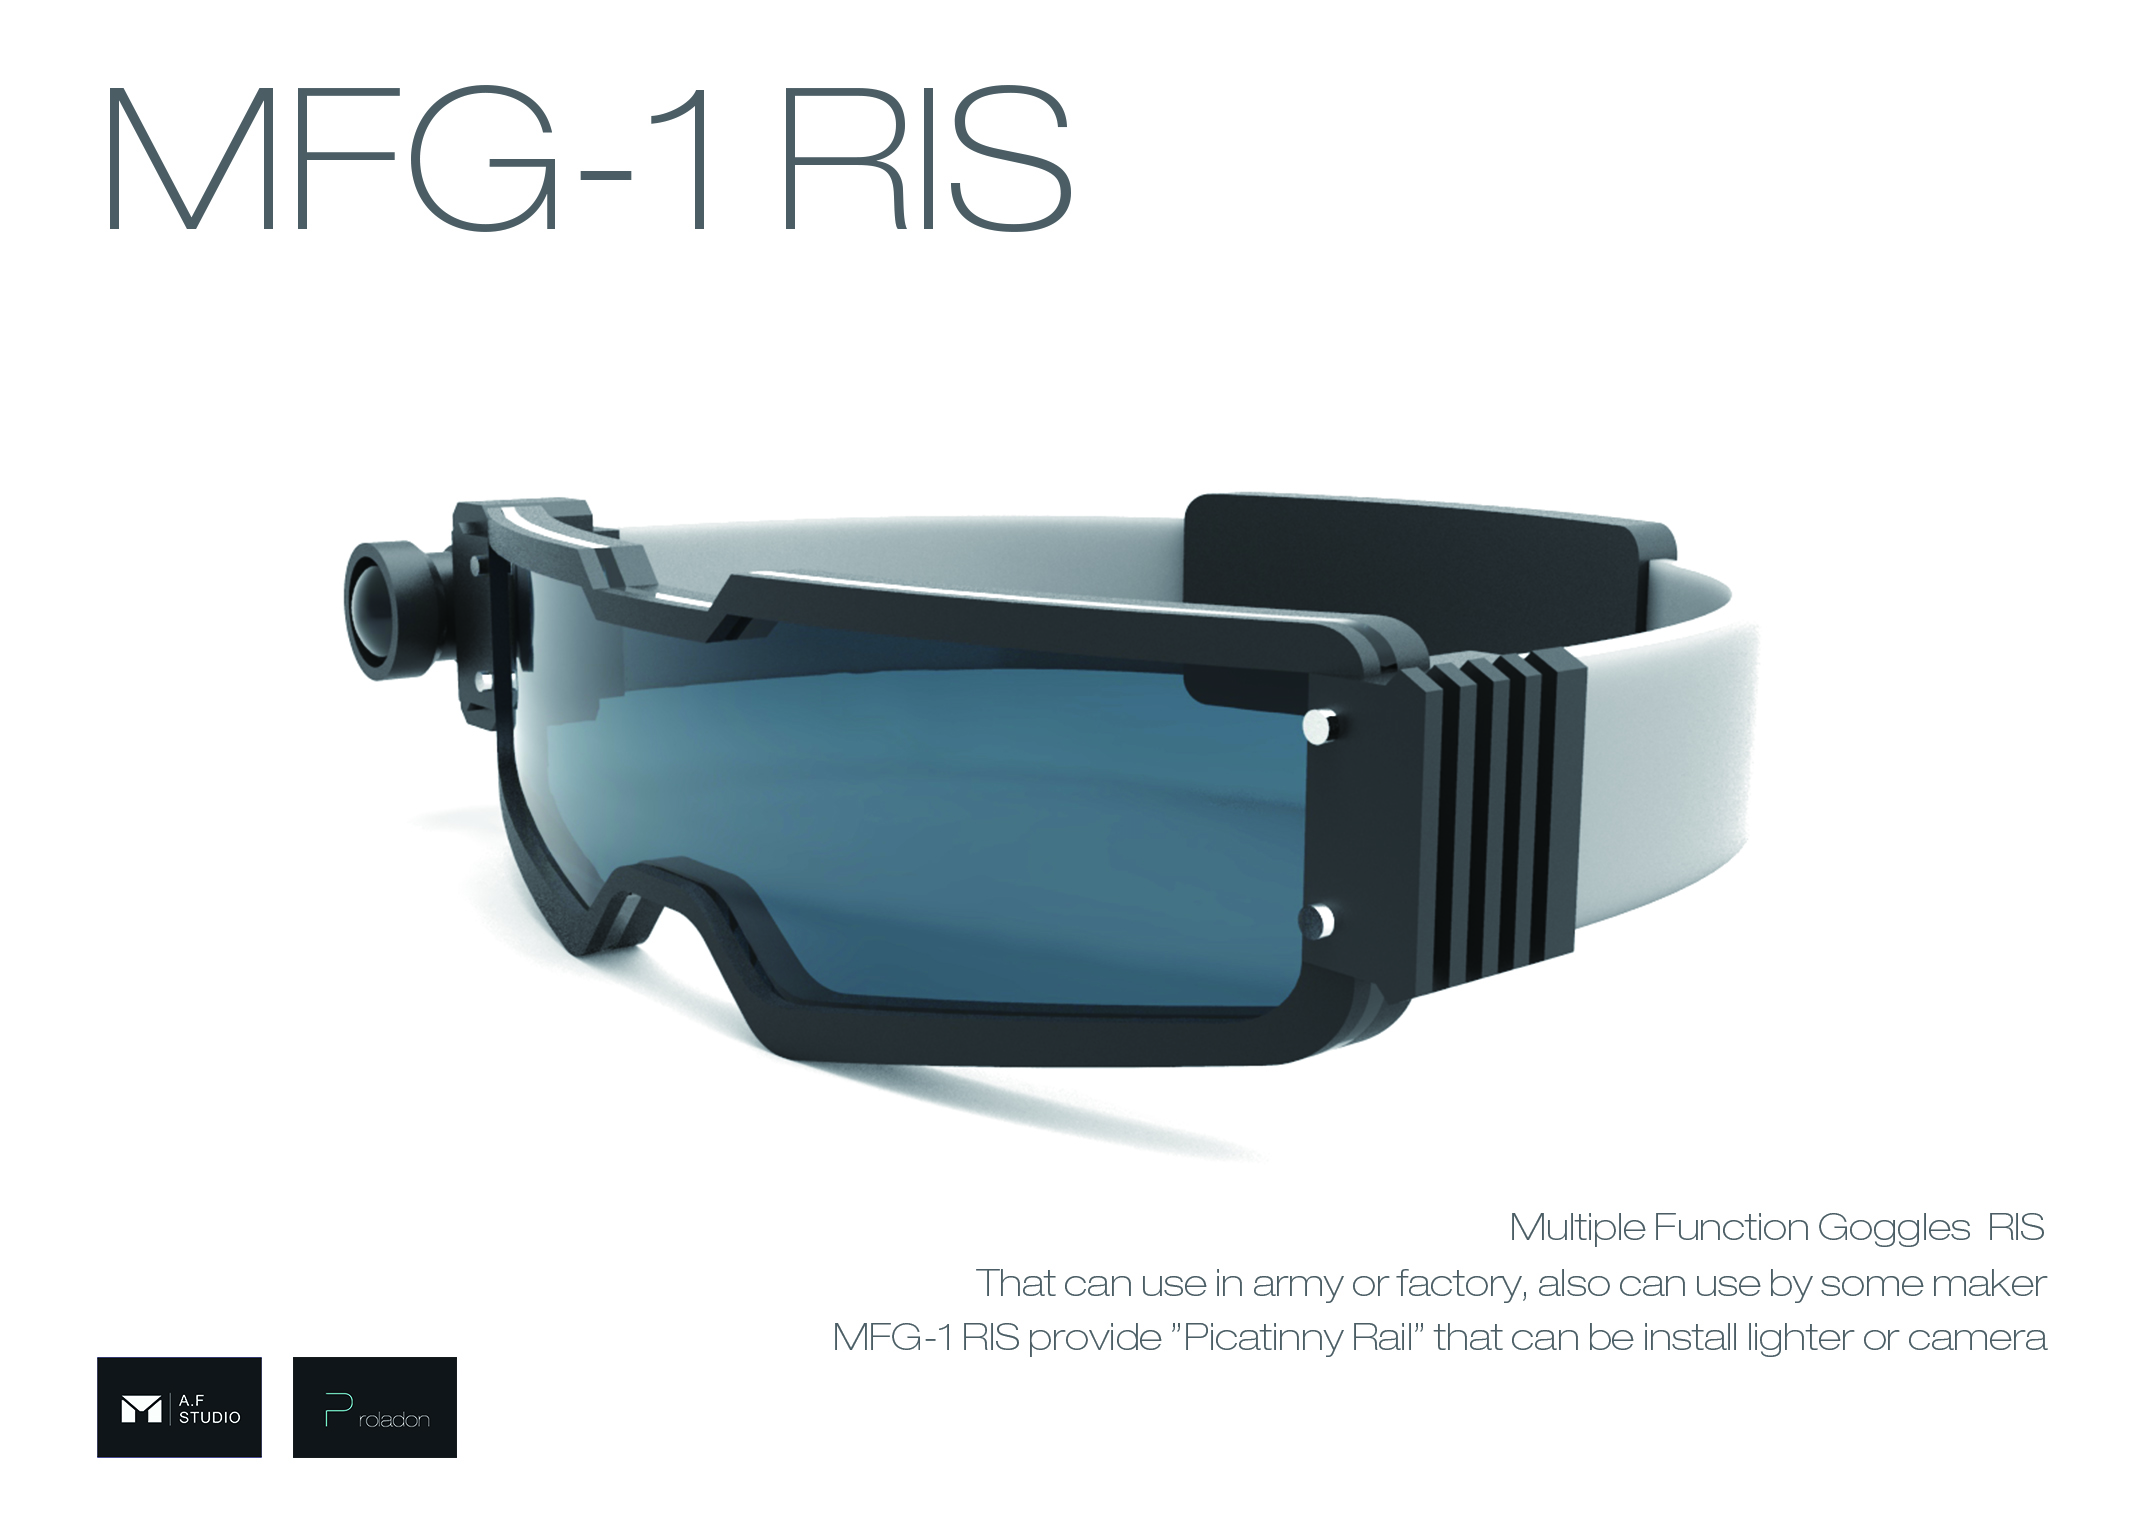 MFG-1 RIS
Multiple Function Goggles RIS
That can use in army or factory, also can use by some maker
MFG-1 RIS provide ”Picatinny Rail” that can be install lighter or camera
A.F
STUDIO
Proladon